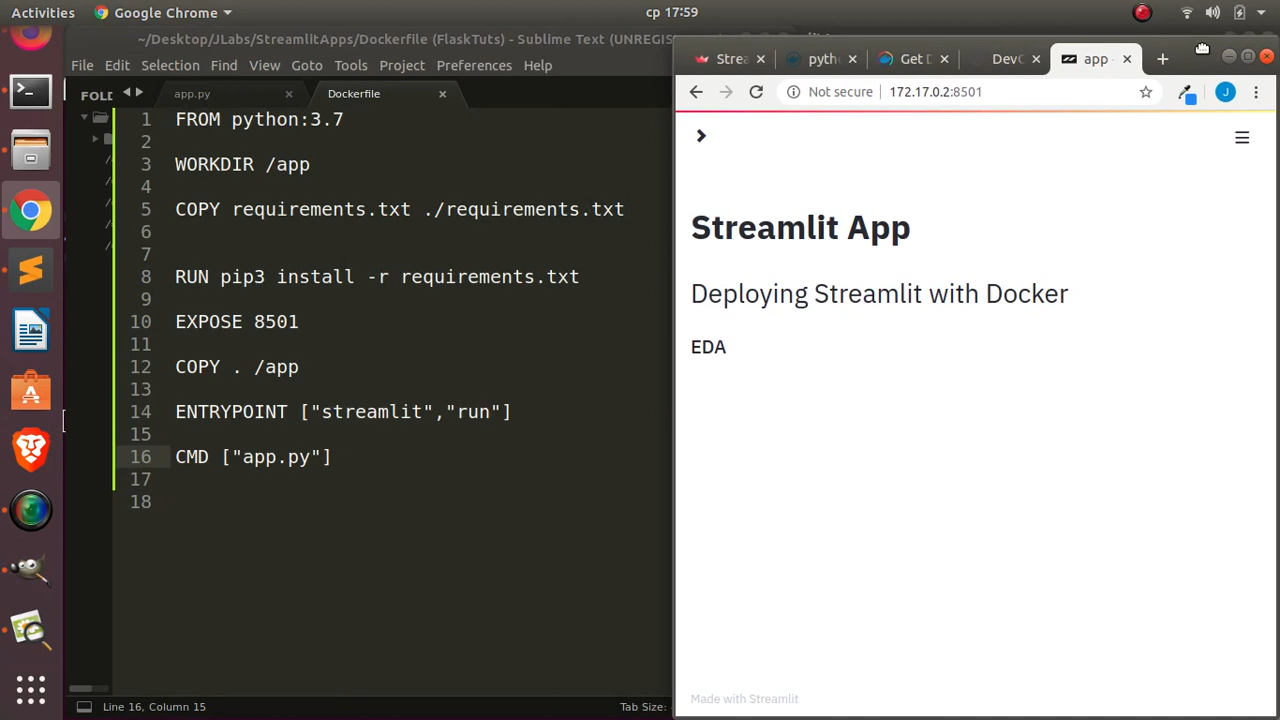 Activities
Google Chrome
ср 17:59
~/Desktop/JLabs/StreamlitApps/Dockerfile (FlaskTuts) - Sublime Text (UNREGIS
File Edit Selection Find View Goto Tools Project Preferences Help
FOLD
app.py
Dockerfile
1 FROM python:3.7
2
3 WORKDIR /app
4
5 COPY requirements.txt ./requirements.txt
6
7
8 RUN pip3 install -r requirements.txt
9
10 EXPOSE 8501
11
12 COPY . /app
13
14 ENTRYPOINT ["streamlit","run"]
15
16 CMD ["app.py"]
17
18
Line 16, Column 15
Tab Size:
Strea
pyth
Get D
DevC
app
Not secure
172.17.0.2:8501
J
Streamlit App
Deploying Streamlit with Docker
EDA
Made with Streamlit